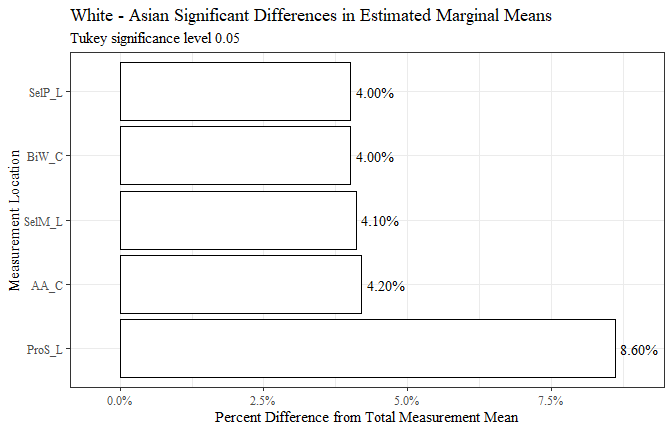 White - Asian Significant Differences in Estimated Marginal Means
Tukey significance level 0.05
Measurement Location
SelP_L
4.00%
BiW_C
4.00%
SelM_L
4.10%
AA_C
4.20%
ProS_L
8.60%
0.0%
2.5%
5.0%
7.5%
Percent Difference from Total Measurement Mean